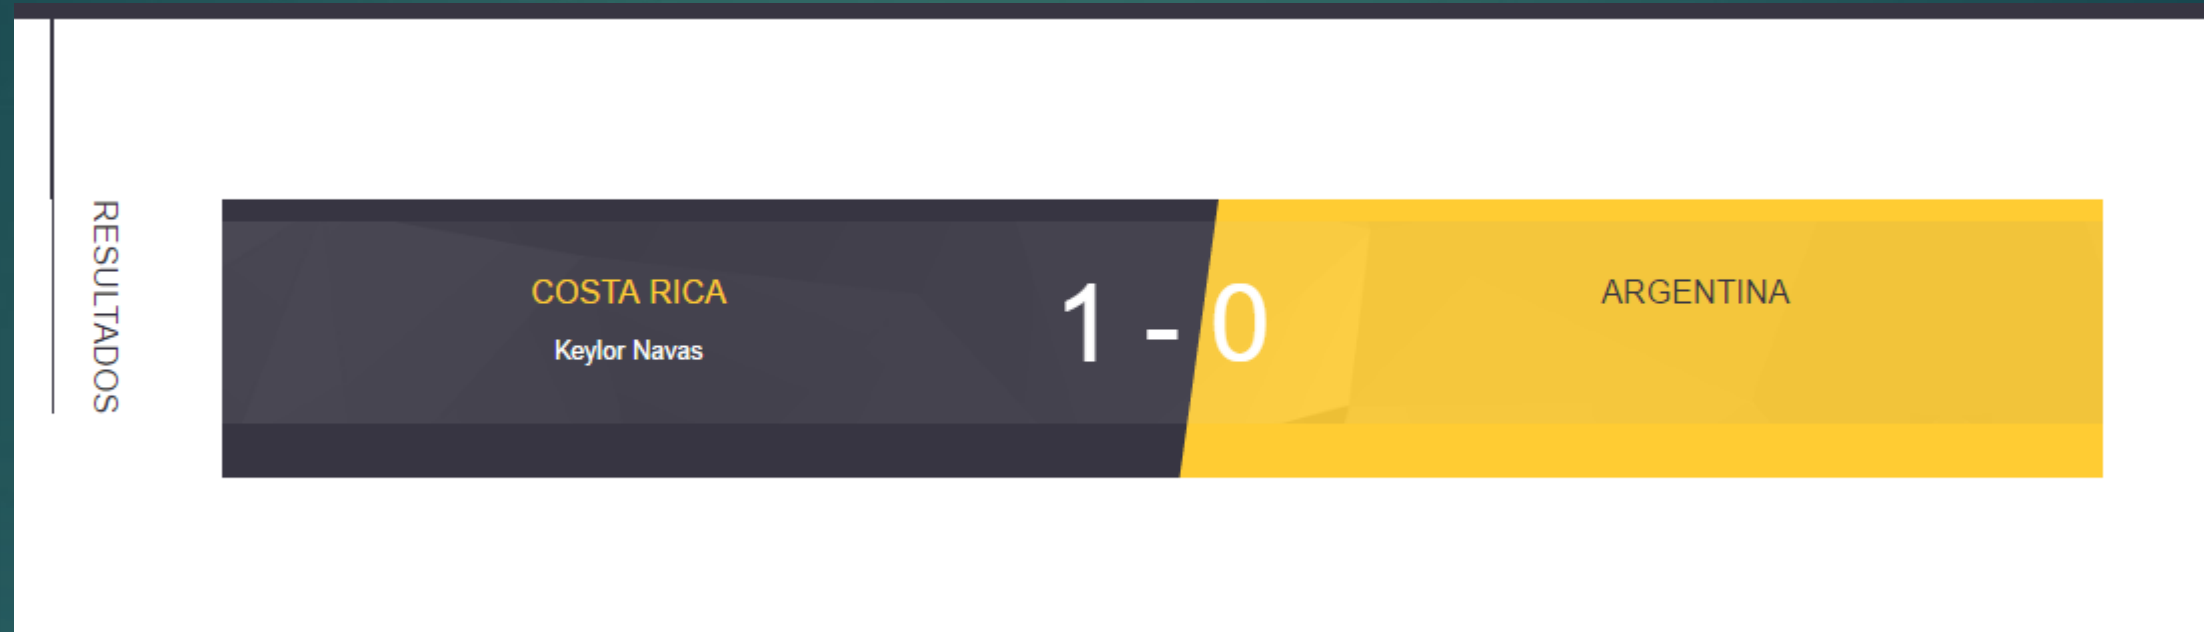 RESULTADOS
COSTA RICA
Keylor Navas
1 - 0
ARGENTINA